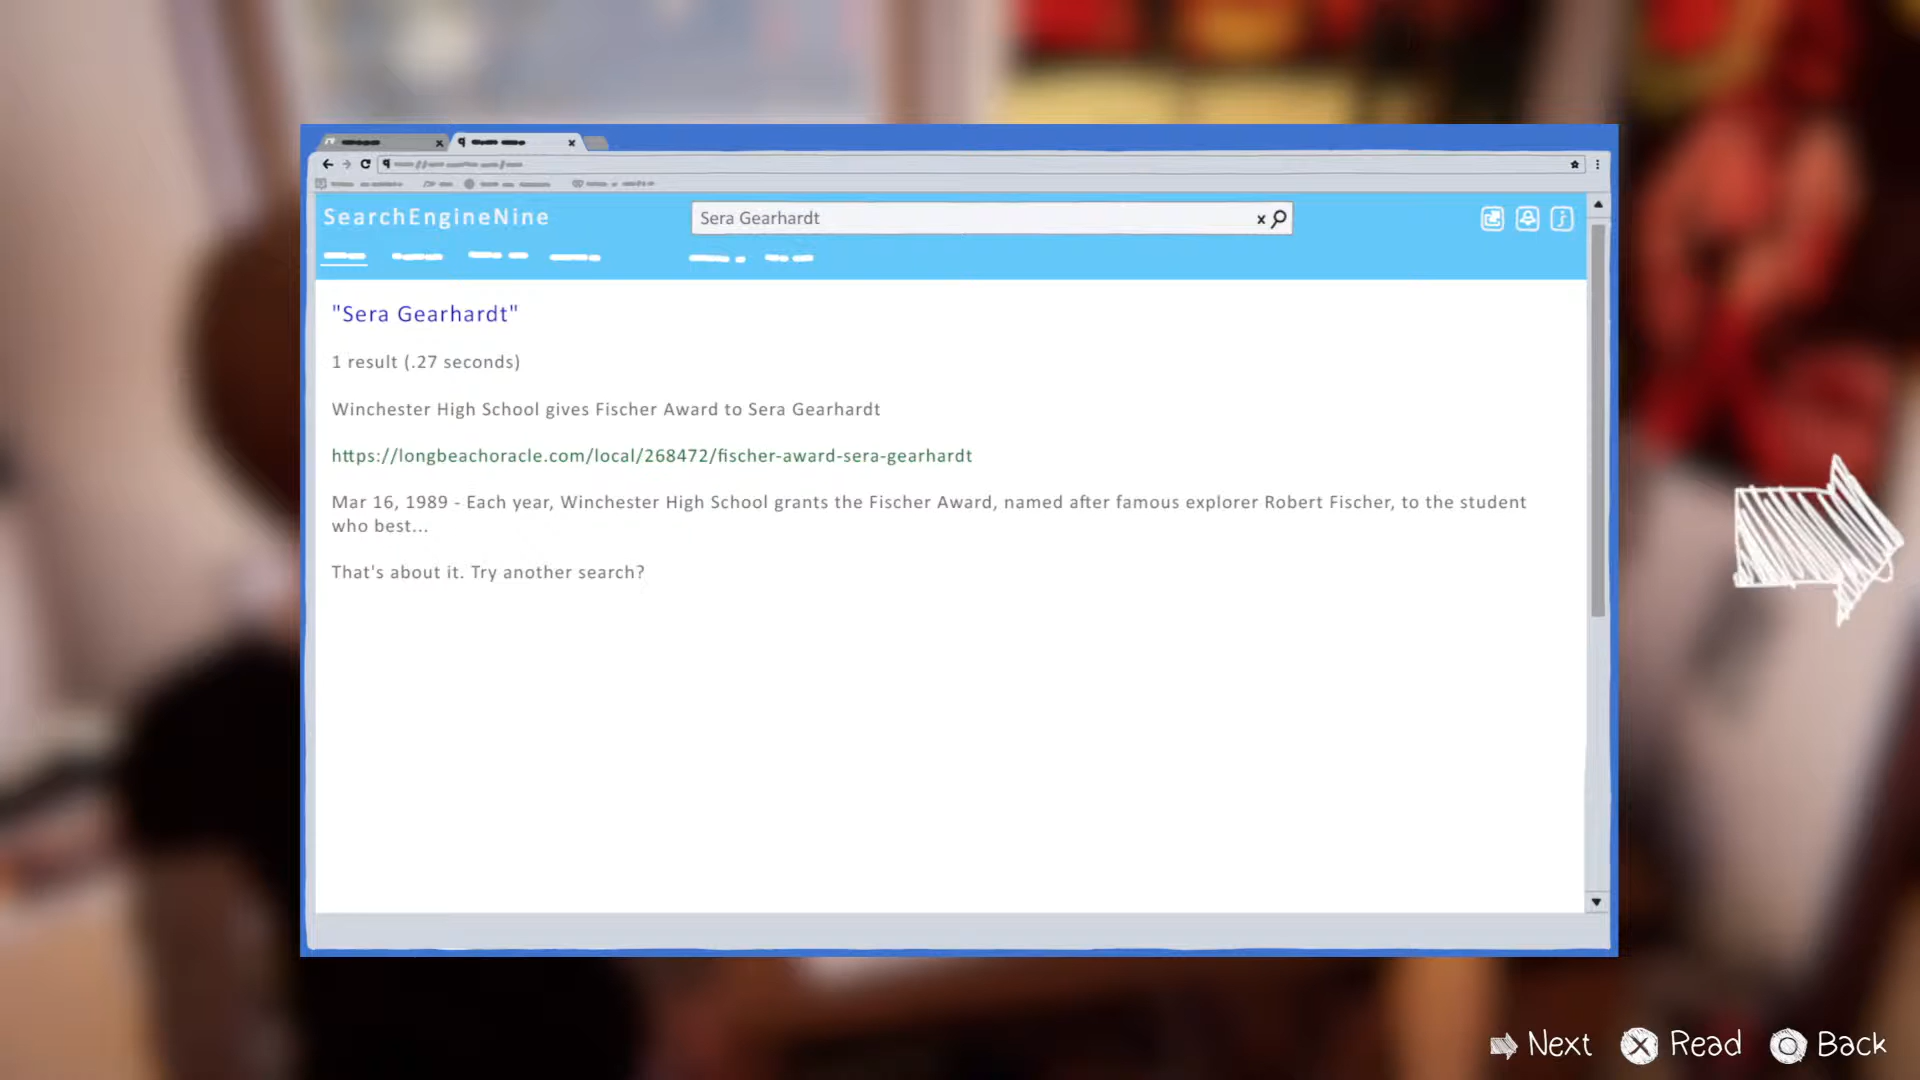 SearchEngineNine
Sera Gearhardt
"Sera Gearhardt"
1 result (.27 seconds)
Winchester High School gives Fischer Award to Sera Gearhardt
https://longbeachoracle.com/local/268472/fischer-award-sera-gearhardt
Mar 16, 1989 - Each year, Winchester High School grants the Fischer Award, named after famous explorer Robert Fischer, to the student
who best...
That's about it. Try another search?
Next Read Back